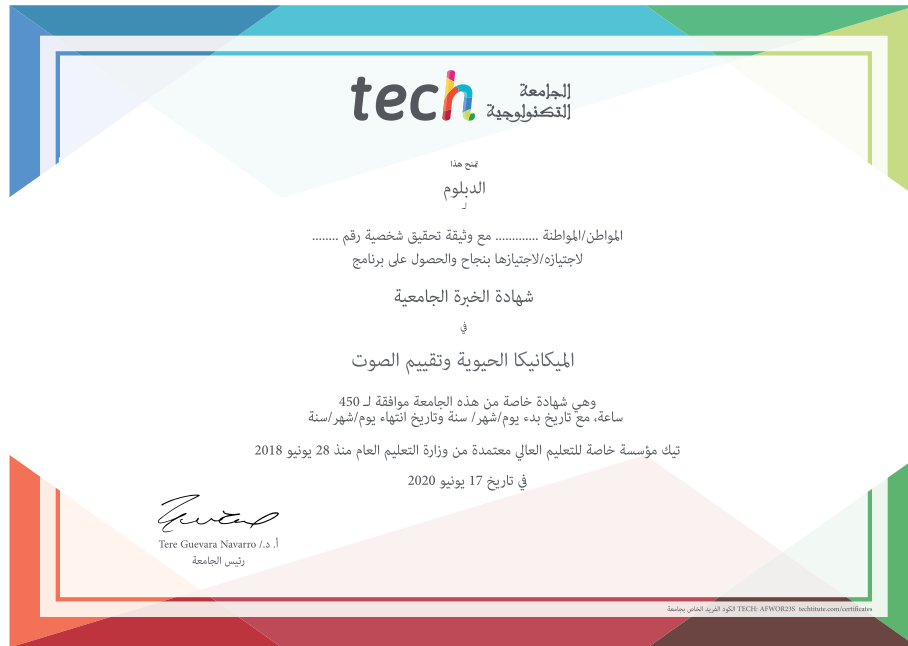 tech الجامعة
التكنولوجية
تمنح هذا
الدبلوم
لـ
المواطن/المواطنة ............. مع وثيقة تحقيق شخصية رقم ........
لاجتيازه/لاجتيازها بنجاح والحصول على برنامج
شهادة الخبرة الجامعية
في
الميكانيكا الحيوية وتقييم الصوت
وهي شهادة خاصة من هذه الجامعة موافقة لـ 450
ساعة، مع تاريخ بدء يوم/شهر/ سنة وتاريخ انتهاء يوم/شهر/سنة
تيك مؤسسة خاصة للتعليم العالي معتمدة من وزارة التعليم العام منذ 28 يونيو 2018
في تاريخ 17 يونيو 2020
أ. د./ Tere Guevara Navarro
رئيس الجامعة
الكود الفريد الخاص بجامعة TECH: AFWOR23S techtitute.com/certificates